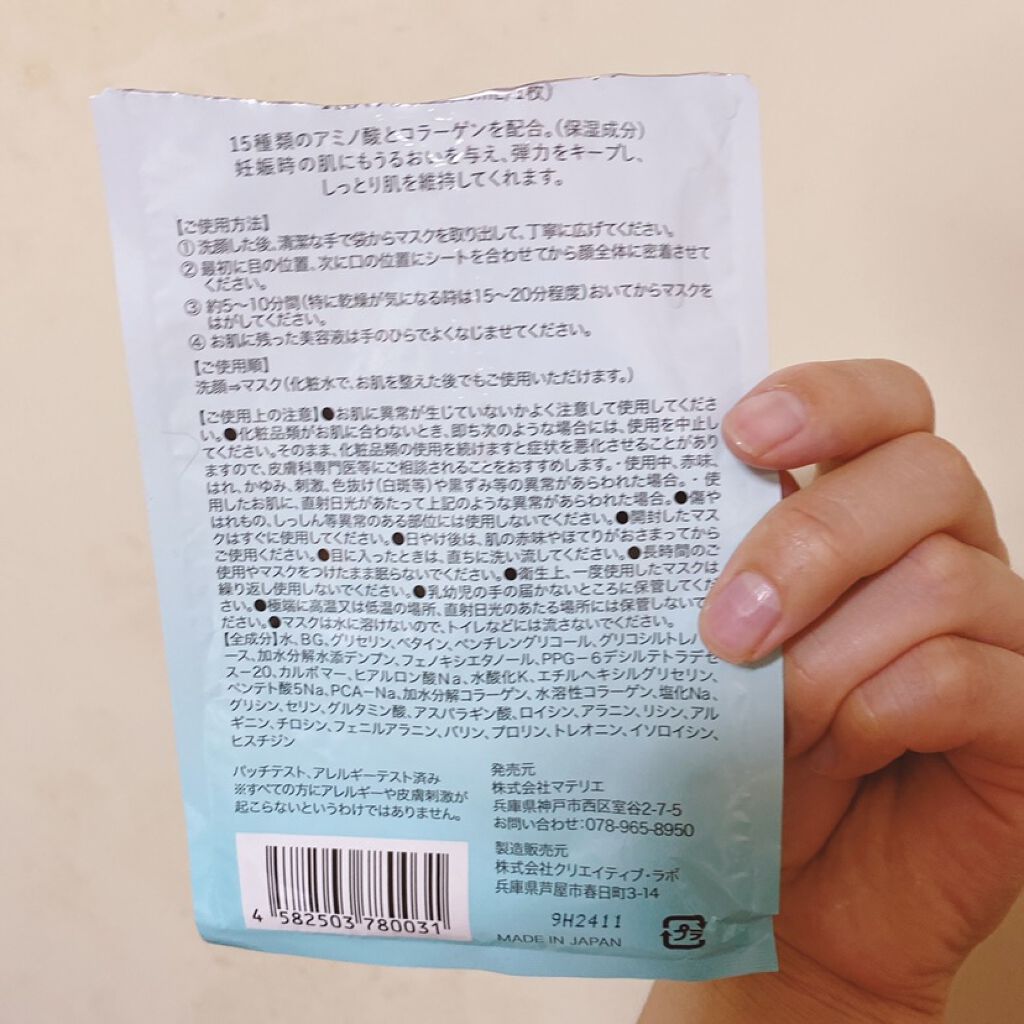 15種類のアミノ酸とコラーゲンを配合。(保湿成分)
妊娠時の肌にもうるおいを与え、弾力をキープし、
しっとり肌を維持してくれます。
【ご使用方法】
① 洗顔した後、清潔な手で袋からマスクを取り出して、丁寧に広げてください。
② 最初に目の位置、次に口の位置にシートを合わせてから顔全体に密着させて
ください。
③ 約5〜10分間(特に乾燥が気になる時は15〜20分程度)おいてからマスクを
はがしてください。
④ お肌に残った美容液は手のひらでよくなじませてください。
【ご使用順】
洗顔⇒マスク(化粧水で、お肌を整えた後でもご使用いただけます。)
【ご使用上の注意】●お肌に異常が生じていないかよく注意して使用してくださ
い。●化粧品類がお肌に合わないとき、即ち次のような場合には、使用を中止し
てください。そのまま、化粧品類の使用を続けますと症状を悪化させることがあり
ますので、皮膚科専門医等にご相談されることをおすすめします。・使用中、赤味、
はれ、かゆみ、刺激、色抜け(白斑等)や黒ずみ等の異常があらわれた場合。・使
用したお肌に、直射日光があたって上記のような異常があらわれた場合。●傷や
はれもの、しっしん等異常のある部位には使用しないでください。●開封したマス
クはすぐに使用してください。●日やけ後は、肌の赤味やほてりがおさまってから
ご使用ください。●目に入ったときは、直ちに洗い流してください。●長時間のご
使用やマスクをつけたまま眠らないでください。●衛生上、一度使用したマスクは
繰り返し使用しないでください。●乳幼児の手の届かないところに保管してくだ
さい。●極端に高温又は低温の場所、直射日光のあたる場所には保管しないで
ださい。●マスクは水に溶けないので、トイレなどには流さないでください。
【全成分】水、BG、グリセリン、ベタイン、ペンチレングリコール、グリコシルトレハ
ース、加水分解水添デンプン、フェノキシエタノール、PPG−6デシルテトラデセ
ス−20、カルボマー、ヒアルロン酸Na、水酸化K、エチルヘキシルグリセリン、
ペンテト酸5Na、PCA−Na、加水分解コラーゲン、水溶性コラーゲン、塩化Na、
グリシン、セリン、グルタミン酸、アスパラギン酸、ロイシン、アラニン、リシン、アル
ギニン、チロシン、フェニルアラニン、バリン、プロリン、トレオニン、イソロイシン、
ヒスチジン
パッチテスト、アレルギーテスト済み
※すべての方にアレルギーや皮膚刺激が
起こらないというわけではありません。
発売元
株式会社マテリエ
兵庫県神戸市西区室谷2-7-5
お問い合わせ:078-965-8950
製造販売元
株式会社クリエイティブ・ラボ
兵庫県芦屋市春日町3-14
4 582503 780031
9H2411
MADE IN JAPAN
プラ